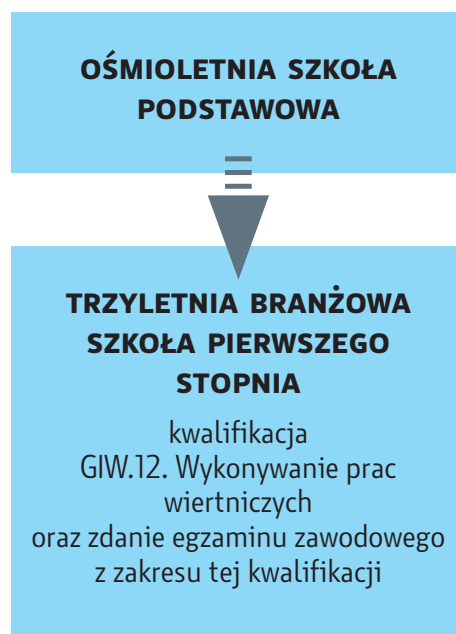 OŚMIOLETNIA SZKOŁA
PODSTAWOWA
TRZYLETNIA BRANŻOWA
SZKOŁA PIERWSZEGO
STOPNIA
kwalifikacja
GIW.12. Wykonywanie prac
wiertniczych
oraz zdanie egzaminu zawodowego
z zakresu tej kwalifikacji